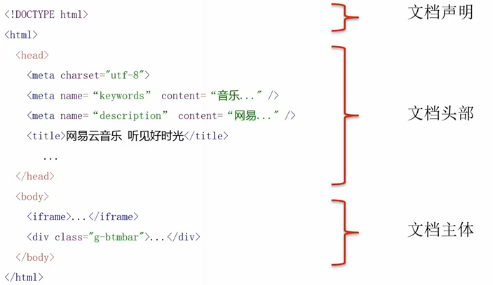 <!DOCTYPE html> 文档声明
<html>
<head>
<meta charset="utf-8">
<meta name=“keywords” content=“音乐..." />
<meta name=“description” content=“网易..." /> 文档头部
<title>网易云音乐 听见好时光</title>
...
</head>
<body>
<iframe>...</iframe> 文档主体
<div class="g-btmbar">...</div>
</body>
</html>